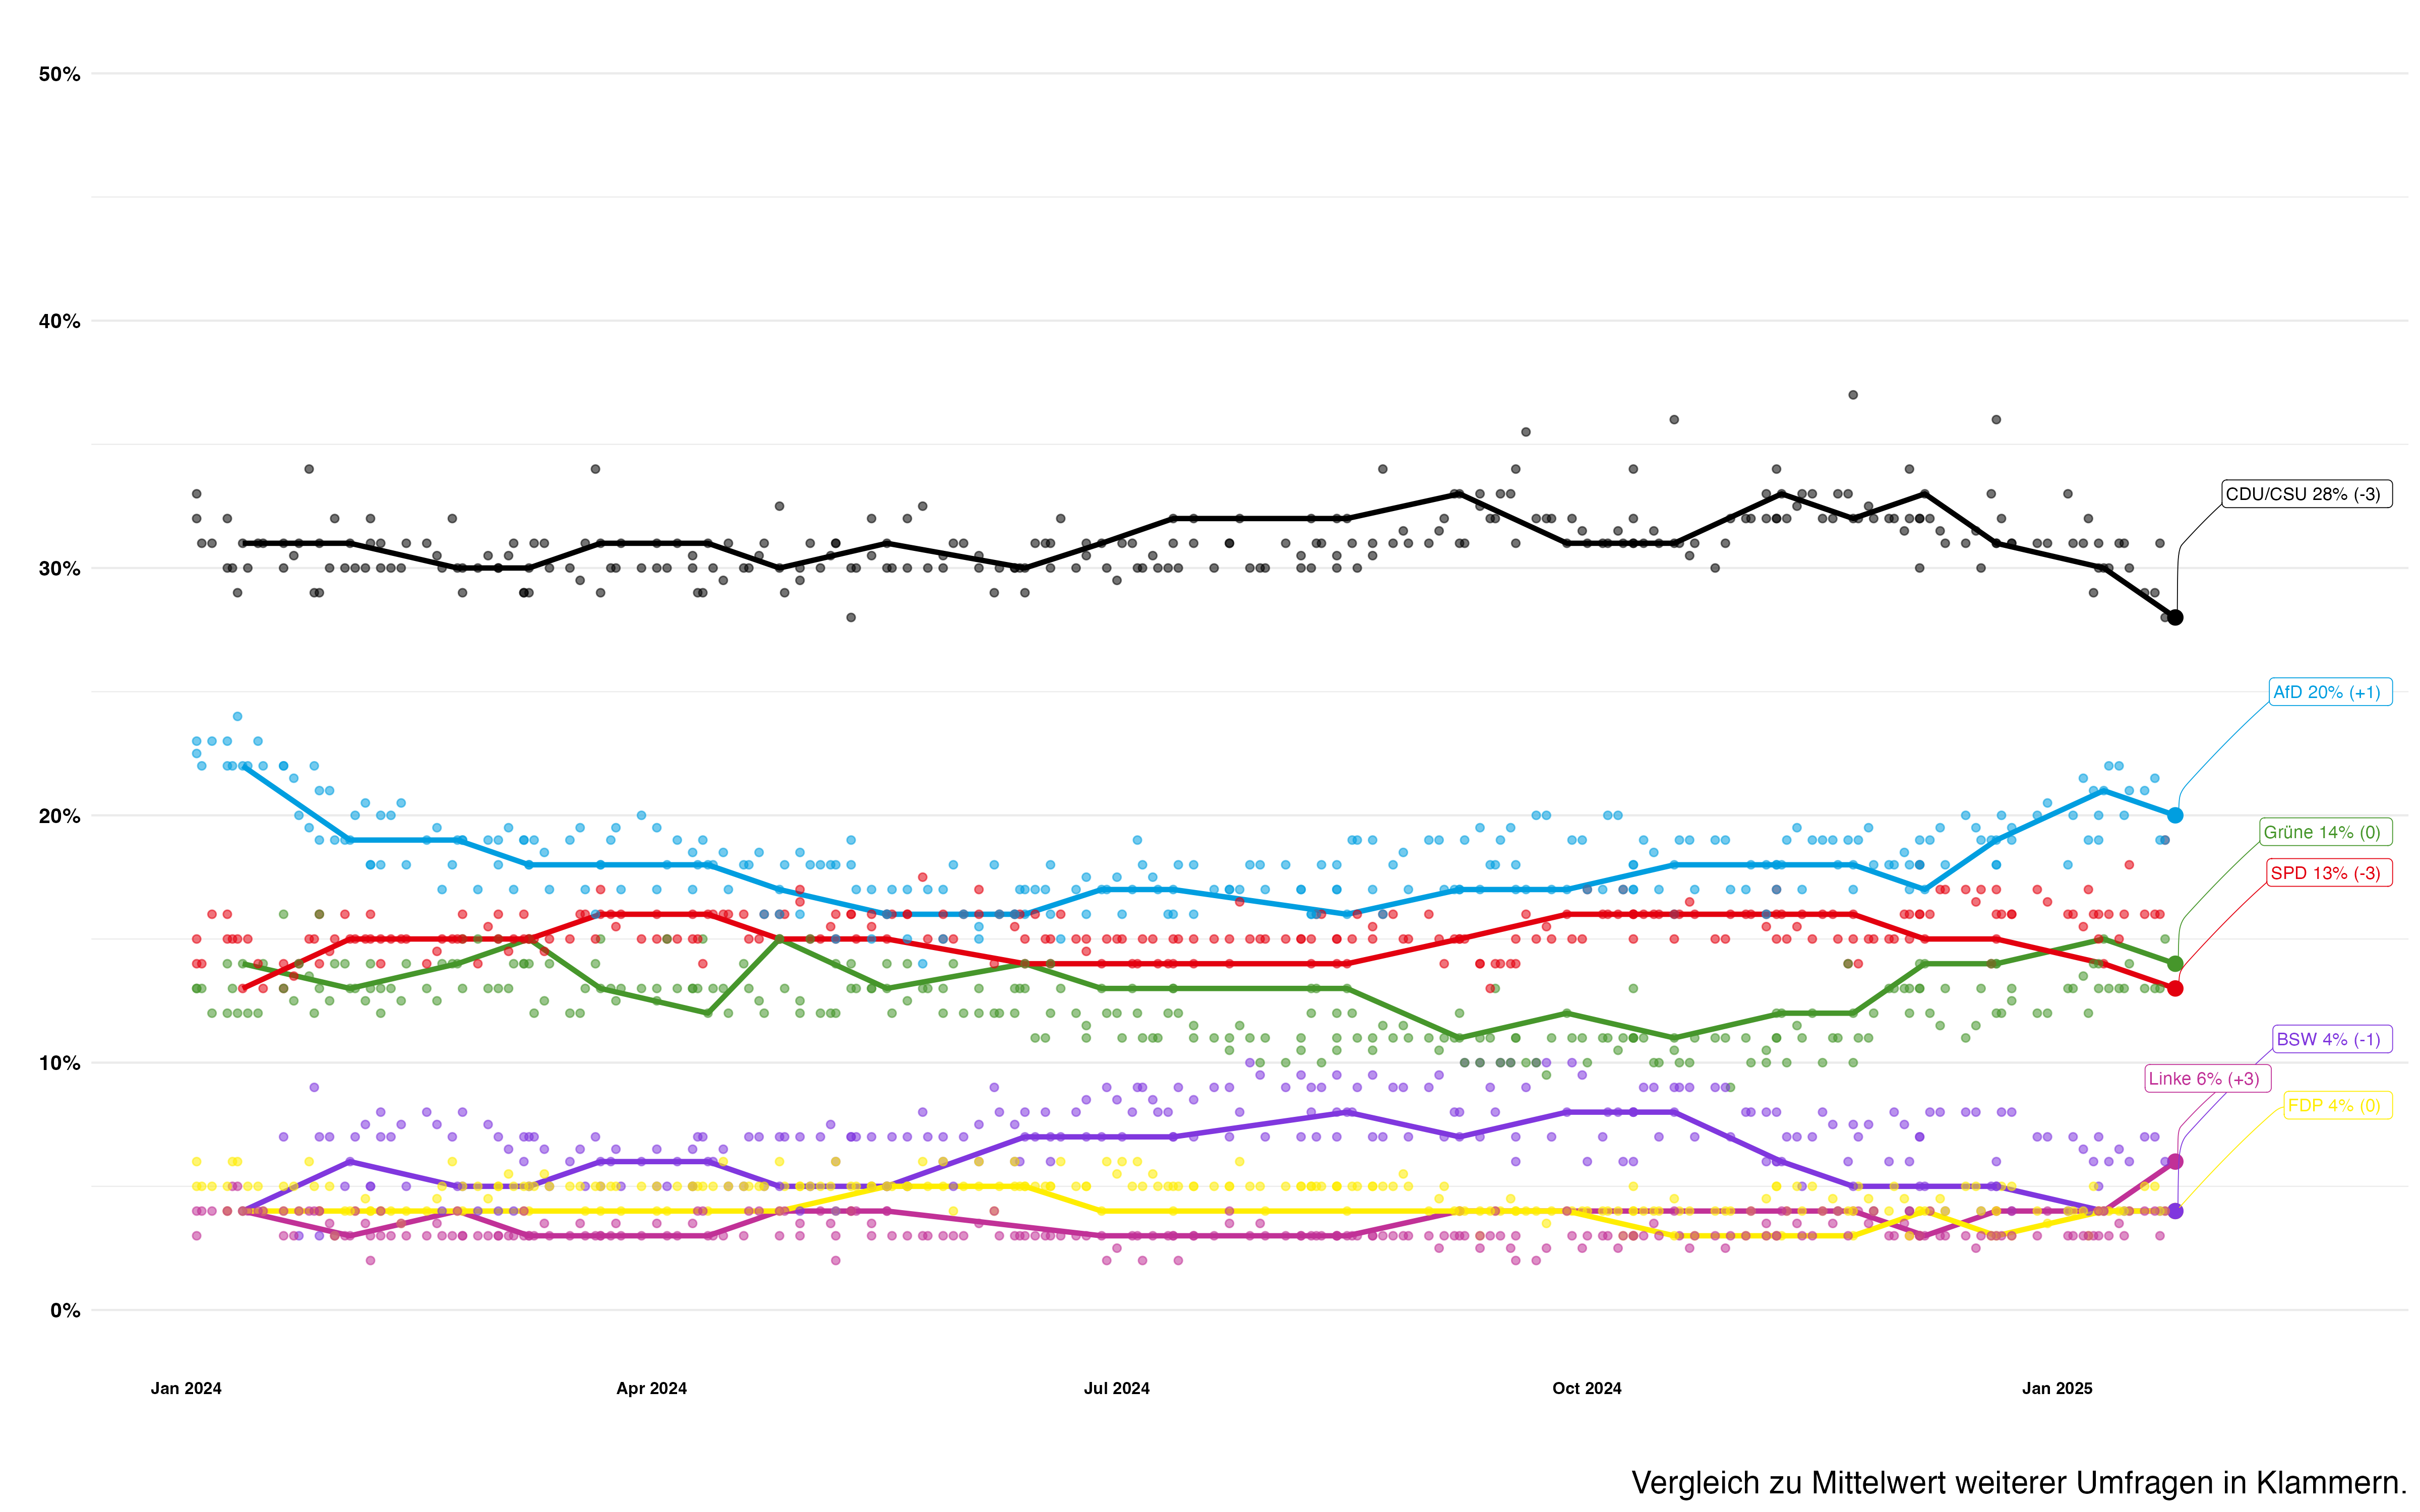 50%
40%
30%
20%
10%
0%
CDU/CSU 28% (-3)
AfD 20% (+1)
Grüne 14% (0)
SPD 13% (-3)
BSW 4% (-1)
Linke 6% (+3)
FDP 4% (0)
Jan 2024
Apr 2024
Jul 2024
Oct 2024
Jan 2025
Vergleich zu Mittelwert weiterer Umfragen in Klammern.